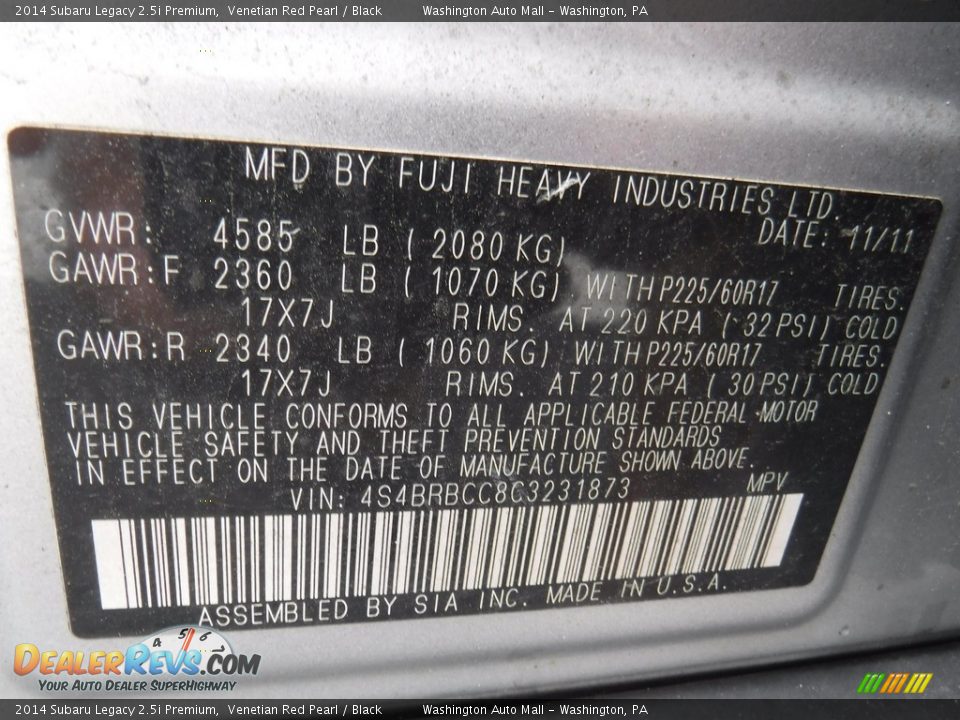 2014 Subaru Legacy 2.5i Premium,  Venetian Red Pearl / Black    Washington Auto Mall - Washington, PA
MFD BY FUJI HEAVY INDUSTRIES LTD.
DATE: 11/11
GVWR: 4585 LB ( 2080 KG)
GAWR:F 2360 LB ( 1070 KG) WITH P225/60R17 TIRES.
17X7J RIMS. AT 220 KPA ( 32 PSI) COLD
GAWR:R 2340 LB ( 1060 KG) WITH P225/60R17 TIRES.
17X7J RIMS. AT 210 KPA ( 30 PSI) COLD
THIS VEHICLE CONFORMS TO ALL APPLICABLE FEDERAL MOTOR
VEHICLE SAFETY AND THEFT PREVENTION STANDARDS
IN EFFECT ON THE DATE OF MANUFACTURE SHOWN ABOVE.
VIN: 4S4BRBCC8C3231873 MPV
ASSEMBLED BY SIA INC. MADE IN U.S.A.
4 5 6 7
DEALERREVS.COM
YOUR AUTO DEALER SUPERHIGHWAY
2014 Subaru Legacy 2.5i Premium,  Venetian Red Pearl / Black    Washington Auto Mall - Washington, PA